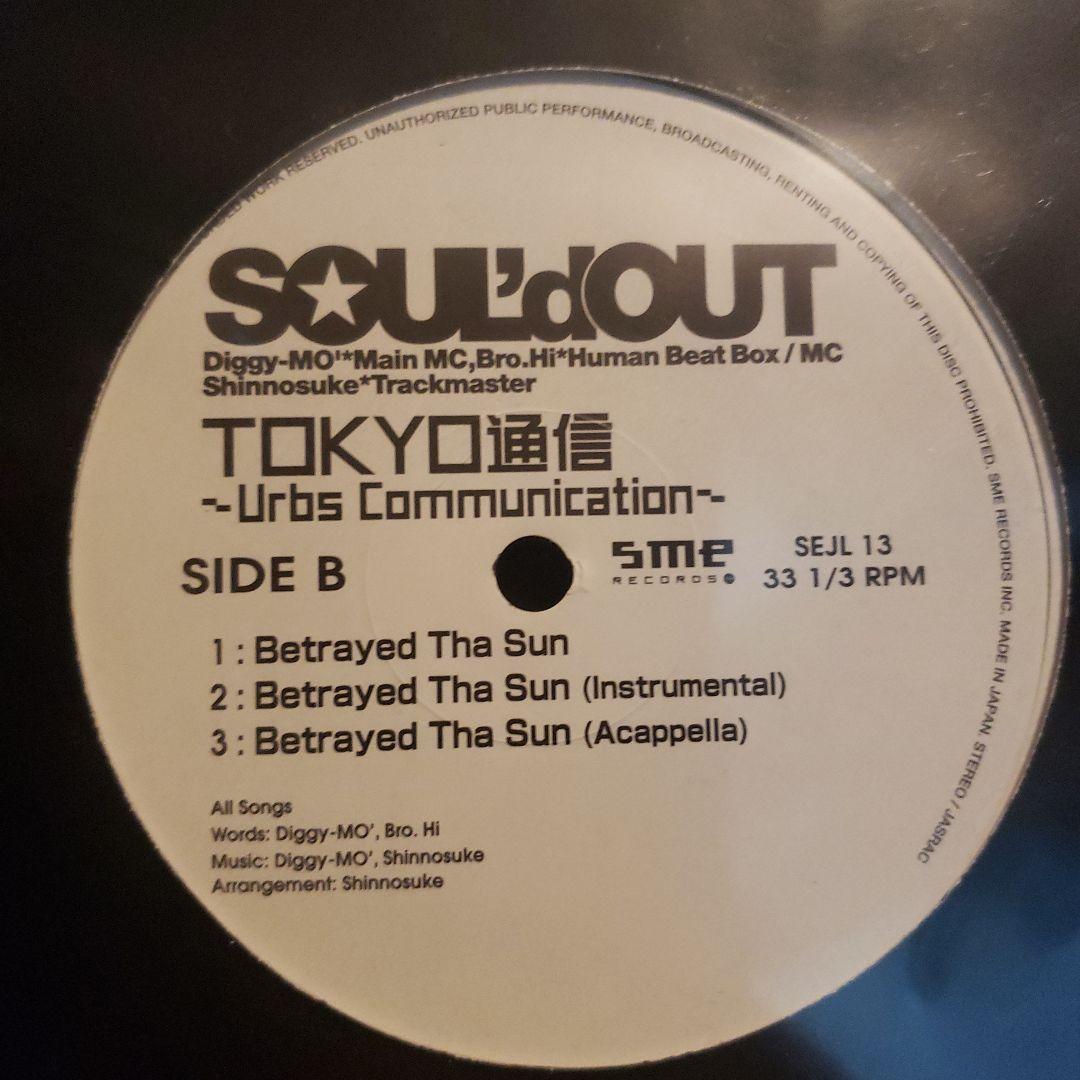 WORK RESERVED. UNAUTHORIZED PUBLIC PERFORMANCE, BROADCASTING, RENTING AND COPYING OF THIS DISC PROHIBITED. SME RECORDS INC. MADE IN JAPAN. STEREO / JASRAC
SOUL'dOUT
Diggy-MO'*Main MC,Bro.Hi*Human Beat Box / MC
Shinnosuke*Trackmaster
TOKYO通信
~Urbs Communication~
SIDE B
sme
RECORDS
SEJL 13
33 1/3 RPM
1 : Betrayed Tha Sun
2 : Betrayed Tha Sun (Instrumental)
3 : Betrayed Tha Sun (Acappella)
All Songs
Words: Diggy-MO', Bro. Hi
Music: Diggy-MO', Shinnosuke
Arrangement: Shinnosuke